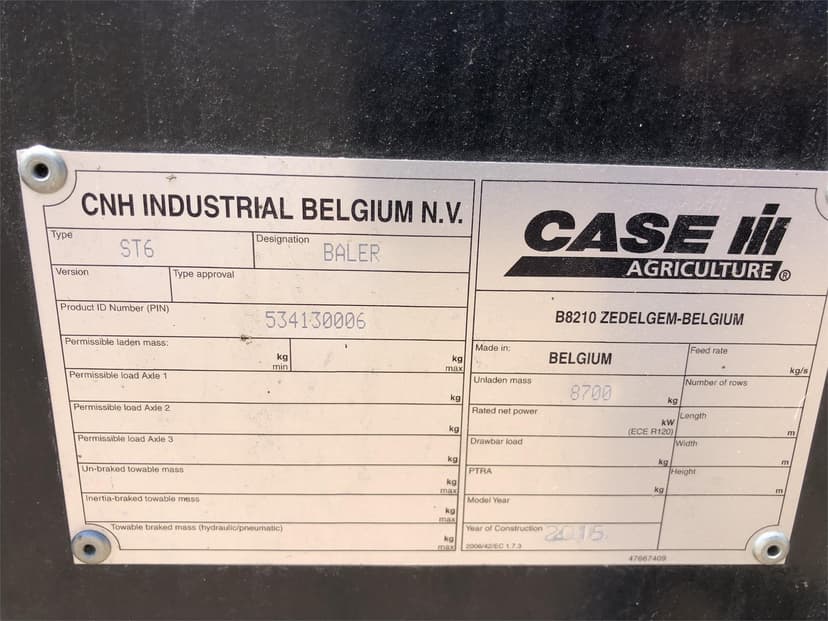 CNH INDUSTRIAL BELGIUM N.V.
Type ST6
Designation BALER
Version
Type approval
Product ID Number (PIN) 534130006
Permissible laden mass: kg min kg max
Permissible load Axle 1 kg
Permissible load Axle 2 kg
Permissible load Axle 3 kg
Un-braked towable mass kg max
Inertia-braked towable mass kg max
Towable braked mass (hydraulic/pneumatic) kg max
CASE IH
AGRICULTURE ®
B8210 ZEDELGEM-BELGIUM
Made in: BELGIUM
Feed rate kg/s
Unladen mass 8700 kg
Number of rows
Rated net power kW (ECE R120)
Length m
Drawbar load kg
Width m
PTRA kg
Height m
Model Year
Year of Construction
2006/42/EC 1.7.3
47667409